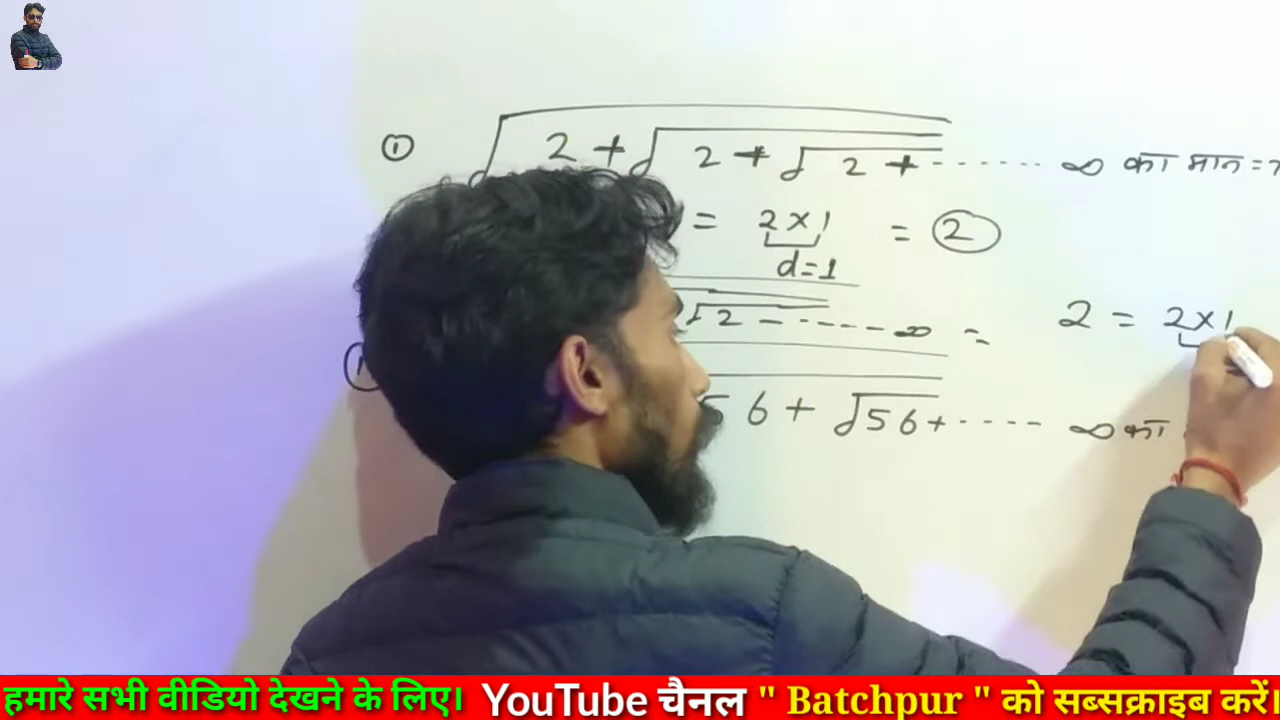 ① √2 + √2 + √2 + ------ ∞ का मान = ?
= 2×1 = 2
d=1
√2 ------ ∞ = 2 = 2×1
56 + √56 + ---- ∞ का
हमारे सभी वीडियो देखने के लिए। YouTube चैनल " Batchpur " को सब्सक्राइब करें।